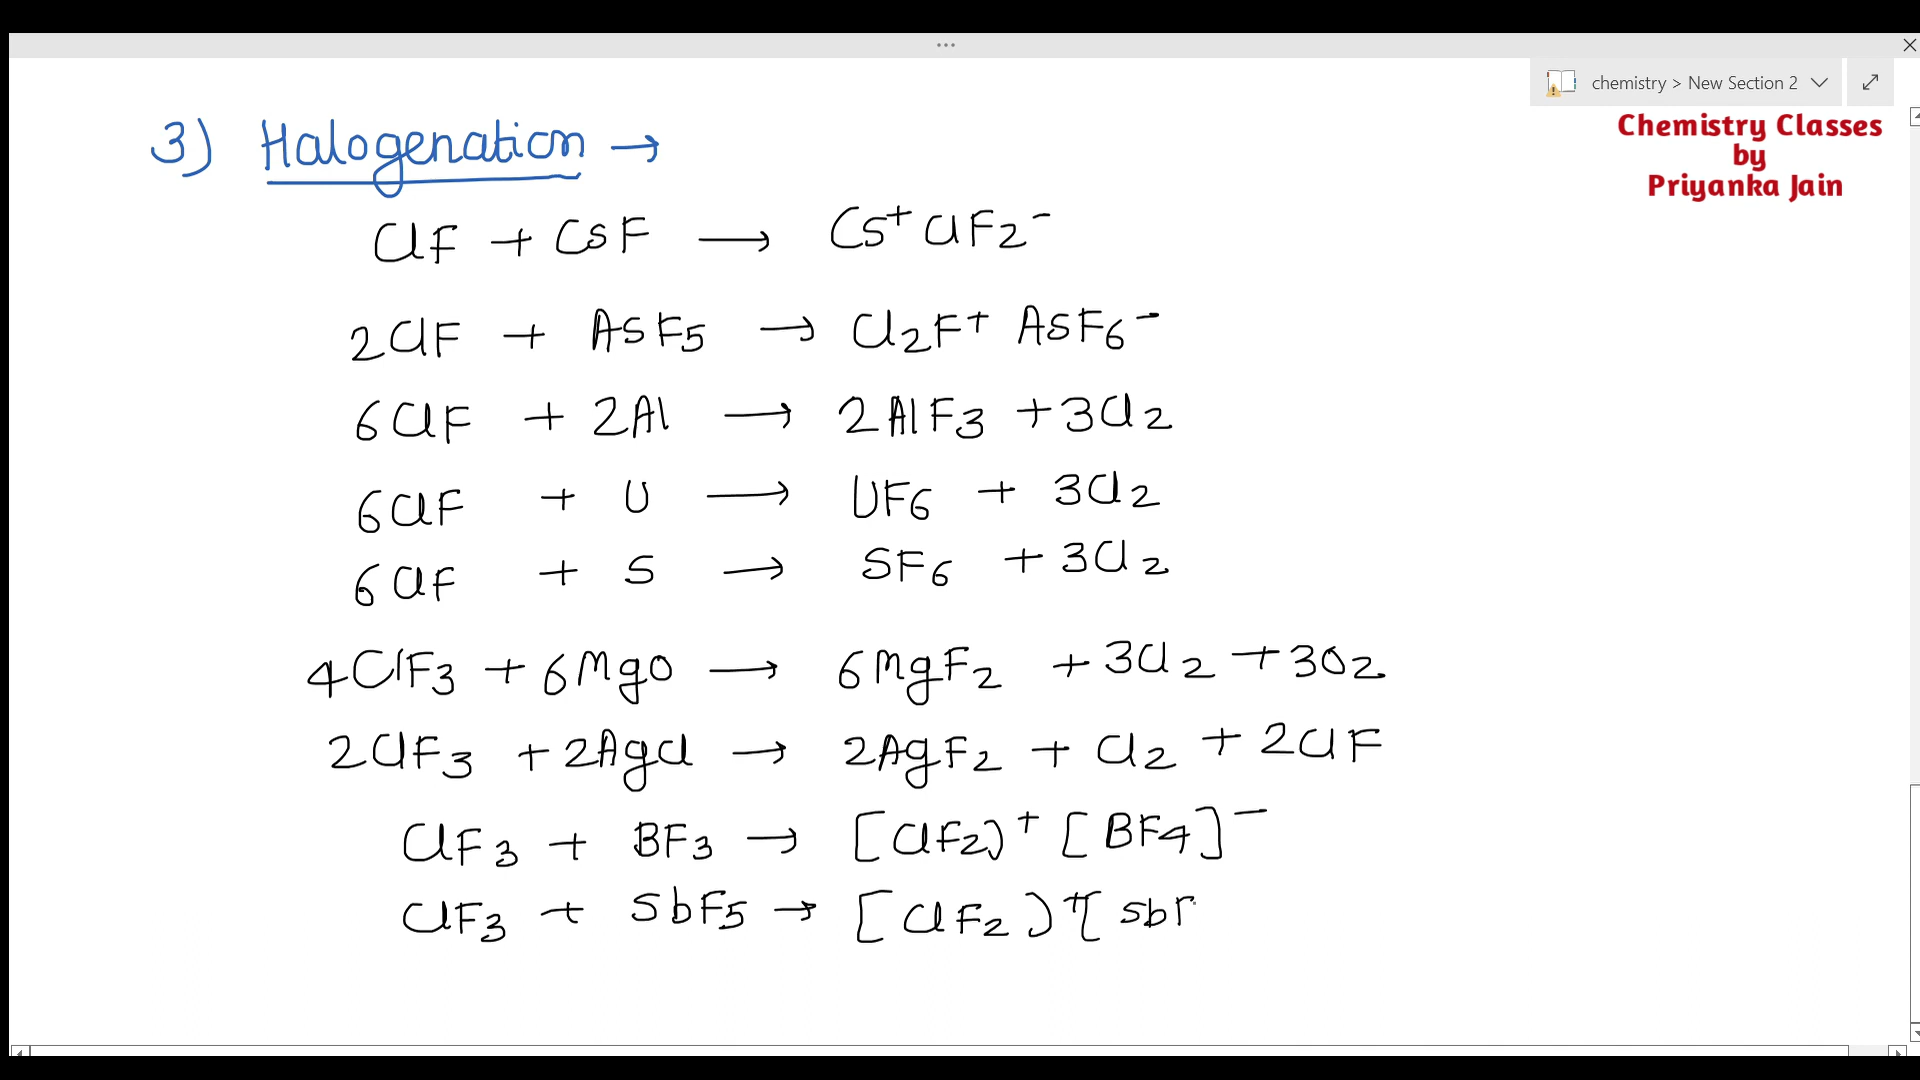 chemistry > New Section 2
Chemistry Classes
by
Priyanka Jain
3) Halogenation →
ClF + CsF → Cs+ ClF2-
2ClF + AsF5 → Cl2F+ AsF6-
6ClF + 2Al → 2AlF3 + 3Cl2
6ClF + U → UF6 + 3Cl2
6ClF + S → SF6 + 3Cl2
4ClF3 + 6MgO → 6MgF2 + 3Cl2 + 3O2
2ClF3 + 2AgCl → 2AgF2 + Cl2 + 2ClF
ClF3 + BF3 → [ClF2)+ [BF4]-
ClF3 + SbF5 → [ClF2)+[ Sb